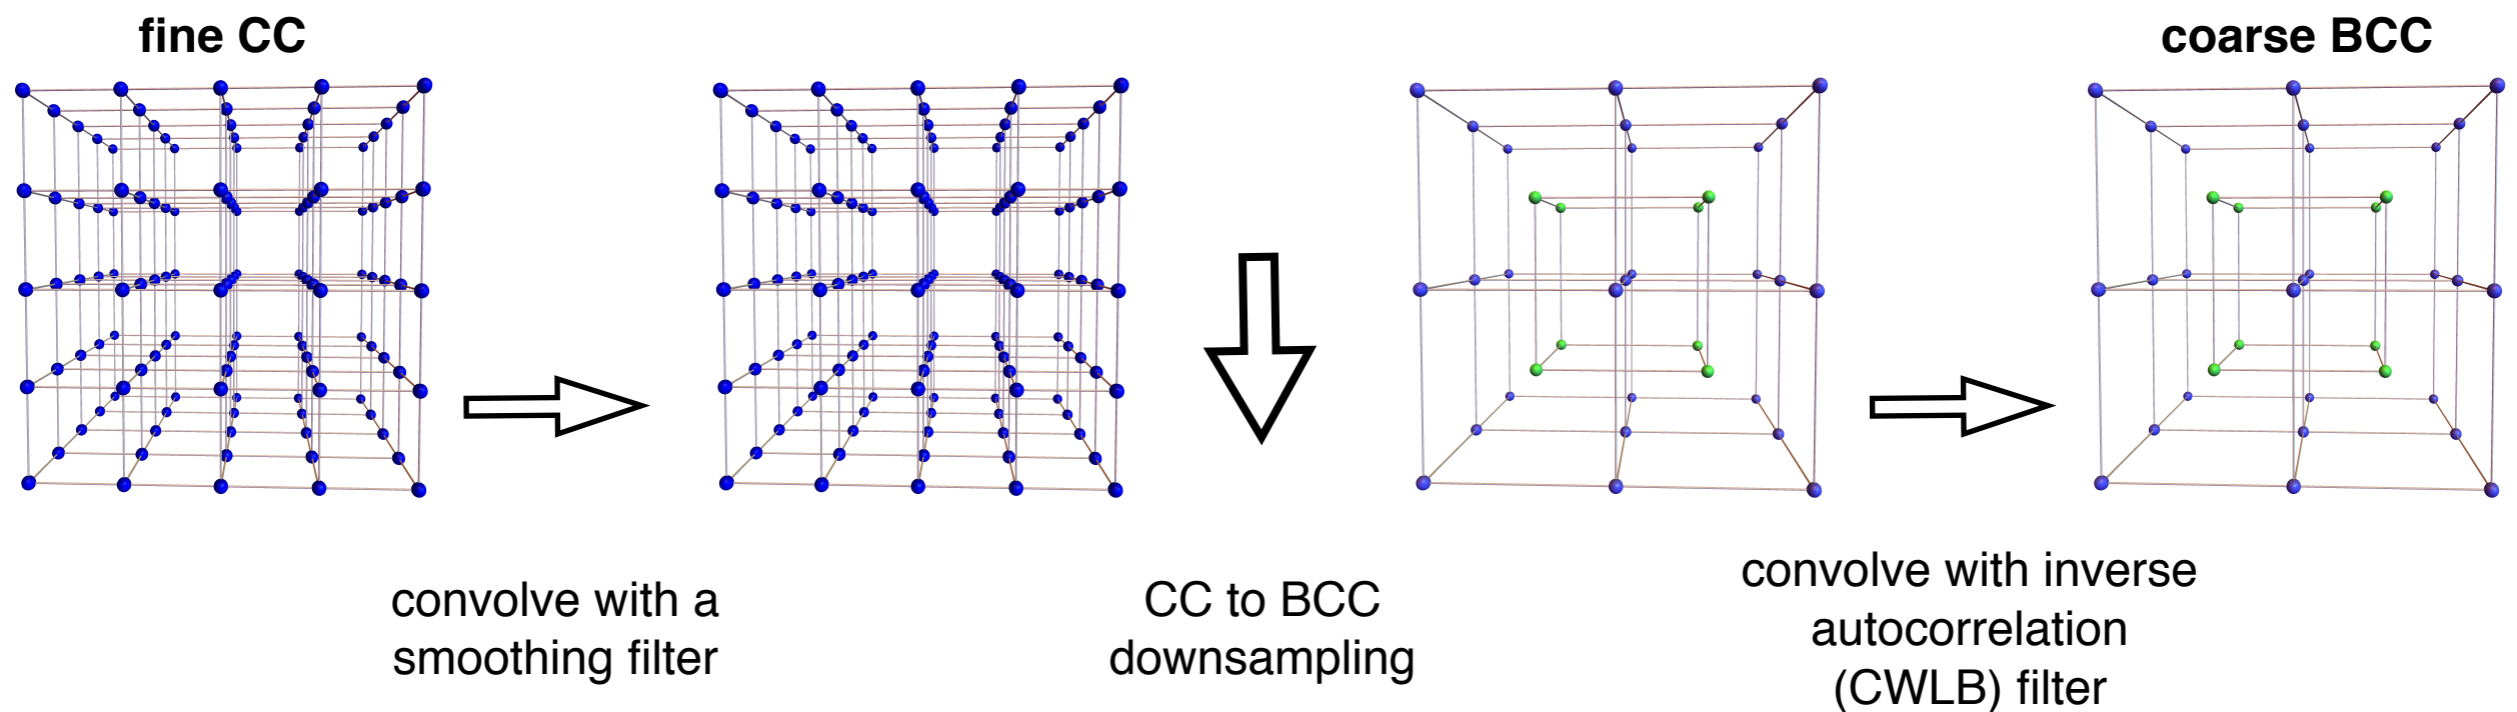 fine CC
coarse BCC
convolve with a
smoothing filter
CC to BCC
downsampling
convolve with inverse
autocorrelation
(CWLB) filter